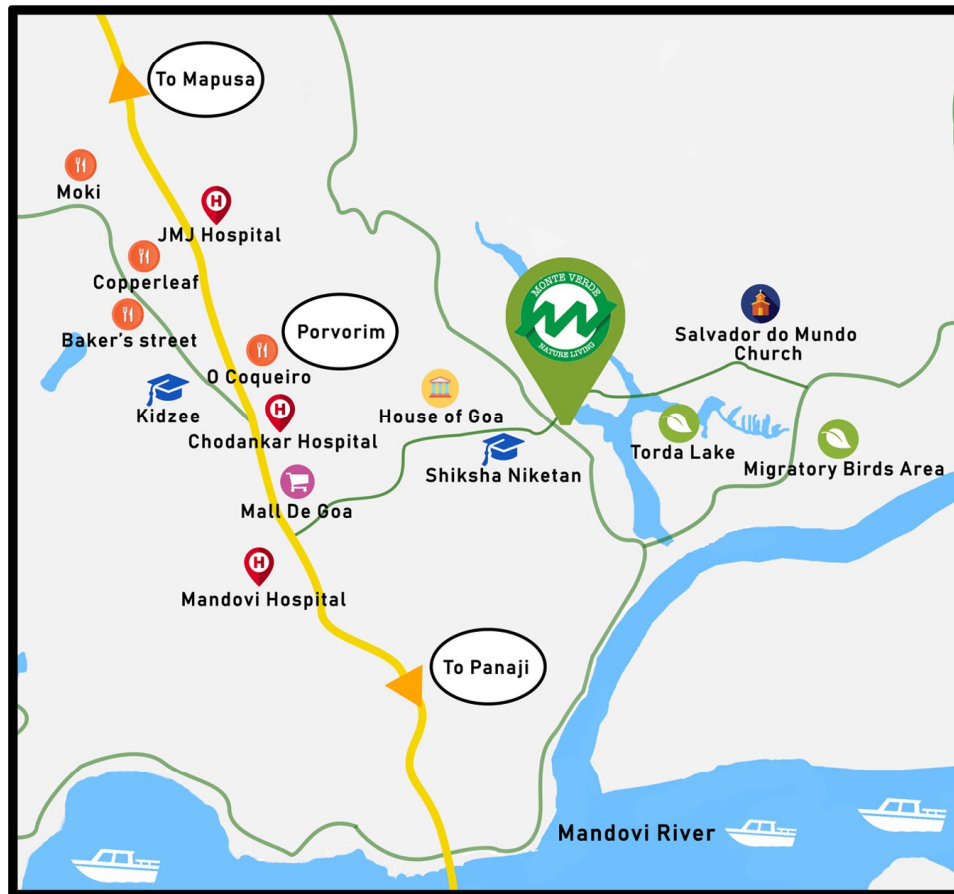 To Mapusa
Moki
H
JMJ Hospital
Copperleaf
MONTE VERDE
NATURE LIVING
Baker's street
Porvorim
Salvador do Mundo
Church
O Coqueiro
Kidzee
H
Chodankar Hospital
House of Goa
Shiksha Niketan
Torda Lake
Migratory Birds Area
Mall De Goa
H
Mandovi Hospital
To Panaji
Mandovi River